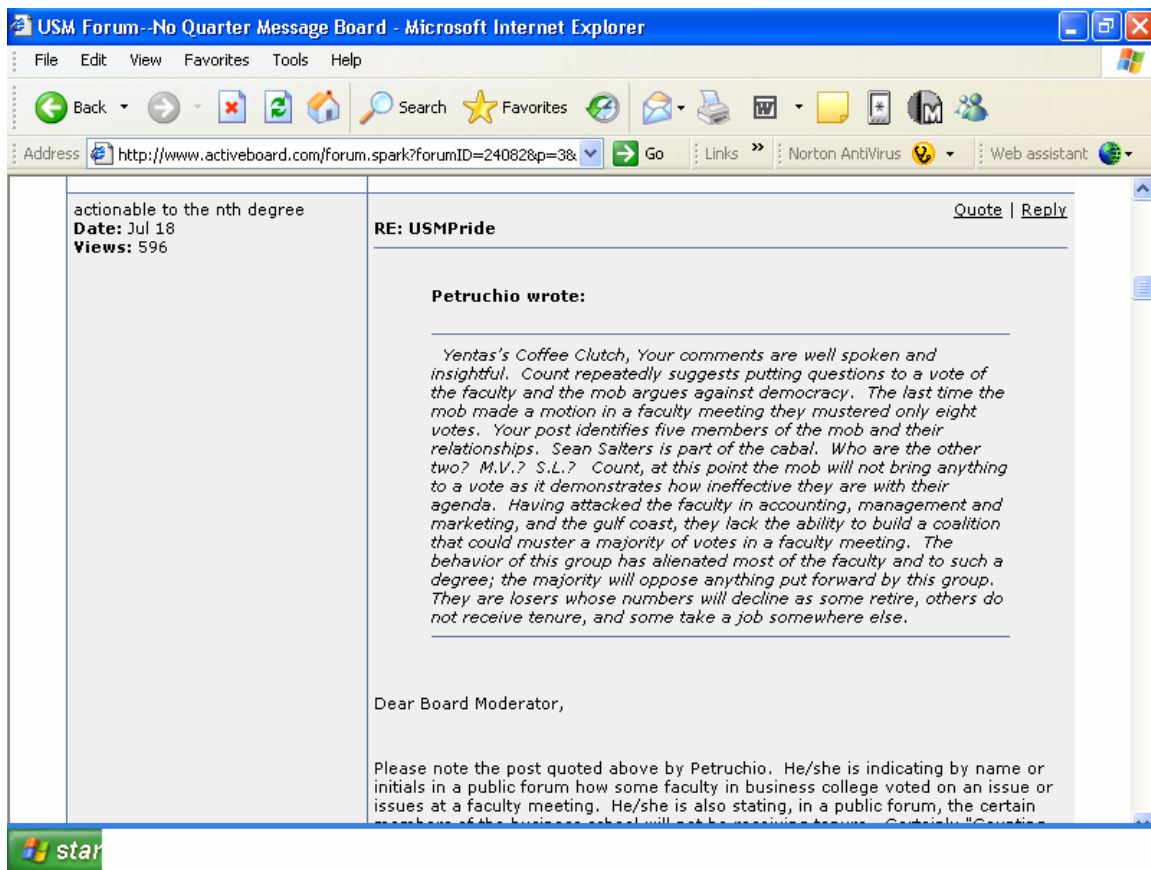 USM Forum--No Quarter Message Board - Microsoft Internet Explorer
File Edit View Favorites Tools Help
Back Search Favorites
Address http://www.activeboard.com/forum.spark?forumID=24082&p=3& Go Links » Norton AntiVirus Web assistant
actionable to the nth degree
Date: Jul 18
Views: 596
Quote | Reply
RE: USMPride
Petruchio wrote:
Yentas's Coffee Clutch, Your comments are well spoken and
insightful. Count repeatedly suggests putting questions to a vote of
the faculty and the mob argues against democracy. The last time the
mob made a motion in a faculty meeting they mustered only eight
votes. Your post identifies five members of the mob and their
relationships. Sean Salters is part of the cabal. Who are the other
two? M.V.? S.L.? Count, at this point the mob will not bring anything
to a vote as it demonstrates how ineffective they are with their
agenda. Having attacked the faculty in accounting, management and
marketing, and the gulf coast, they lack the ability to build a coalition
that could muster a majority of votes in a faculty meeting. The
behavior of this group has alienated most of the faculty and to such a
degree; the majority will oppose anything put forward by this group.
They are losers whose numbers will decline as some retire, others do
not receive tenure, and some take a job somewhere else.
Dear Board Moderator,
Please note the post quoted above by Petruchio. He/she is indicating by name or
initials in a public forum how some faculty in business college voted on an issue or
issues at a faculty meeting. He/she is also stating, in a public forum, the certain
members of the business school will not be receiving tenure. Certainly "Counting
star